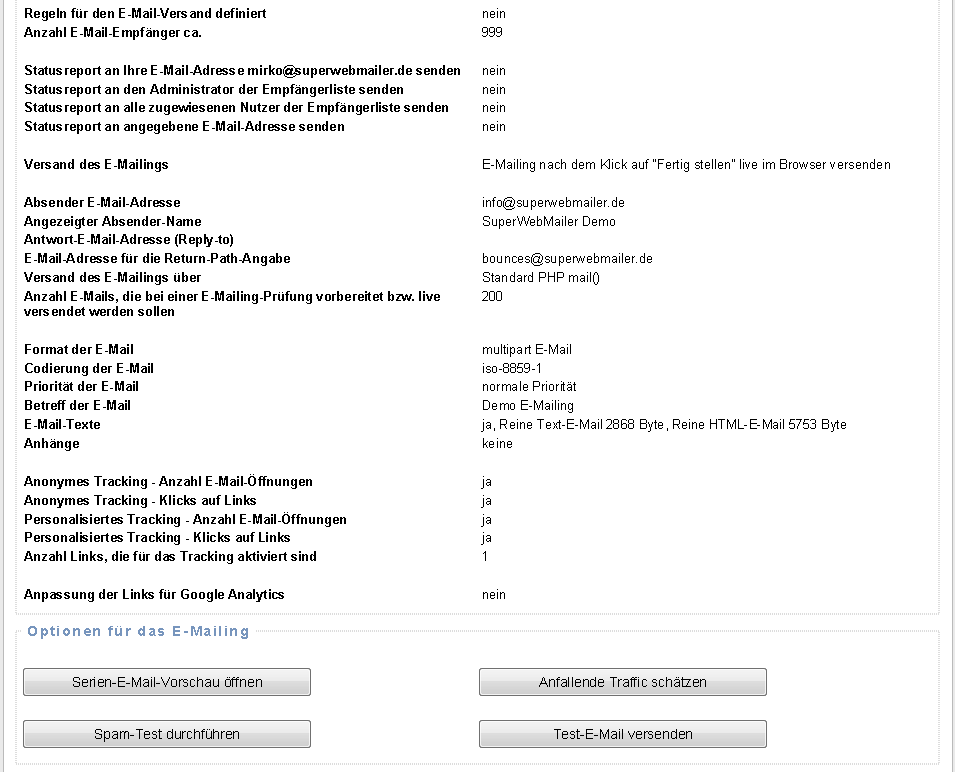 Regeln für den E-Mail-Versand definiert nein
Anzahl E-Mail-Empfänger ca. 999
Statusreport an Ihre E-Mail-Adresse mirko@superwebmailer.de senden nein
Statusreport an den Administrator der Empfängerliste senden nein
Statusreport an alle zugewiesenen Nutzer der Empfängerliste senden nein
Statusreport an angegebene E-Mail-Adresse senden nein
Versand des E-Mailings E-Mailing nach dem Klick auf "Fertig stellen" live im Browser versenden
Absender E-Mail-Adresse info@superwebmailer.de
Angezeigter Absender-Name SuperWebMailer Demo
Antwort-E-Mail-Adresse (Reply-to)
E-Mail-Adresse für die Return-Path-Angabe bounces@superwebmailer.de
Versand des E-Mailings über Standard PHP mail()
Anzahl E-Mails, die bei einer E-Mailing-Prüfung vorbereitet bzw. live 200
versendet werden sollen
Format der E-Mail multipart E-Mail
Codierung der E-Mail iso-8859-1
Priorität der E-Mail normale Priorität
Betreff der E-Mail Demo E-Mailing
E-Mail-Texte ja, Reine Text-E-Mail 2868 Byte, Reine HTML-E-Mail 5753 Byte
Anhänge keine
Anonymes Tracking - Anzahl E-Mail-Öffnungen ja
Anonymes Tracking - Klicks auf Links ja
Personalisiertes Tracking - Anzahl E-Mail-Öffnungen ja
Personalisiertes Tracking - Klicks auf Links ja
Anzahl Links, die für das Tracking aktiviert sind 1
Anpassung der Links für Google Analytics nein
Optionen für das E-Mailing
Serien-E-Mail-Vorschau öffnen Anfallende Traffic schätzen
Spam-Test durchführen Test-E-Mail versenden